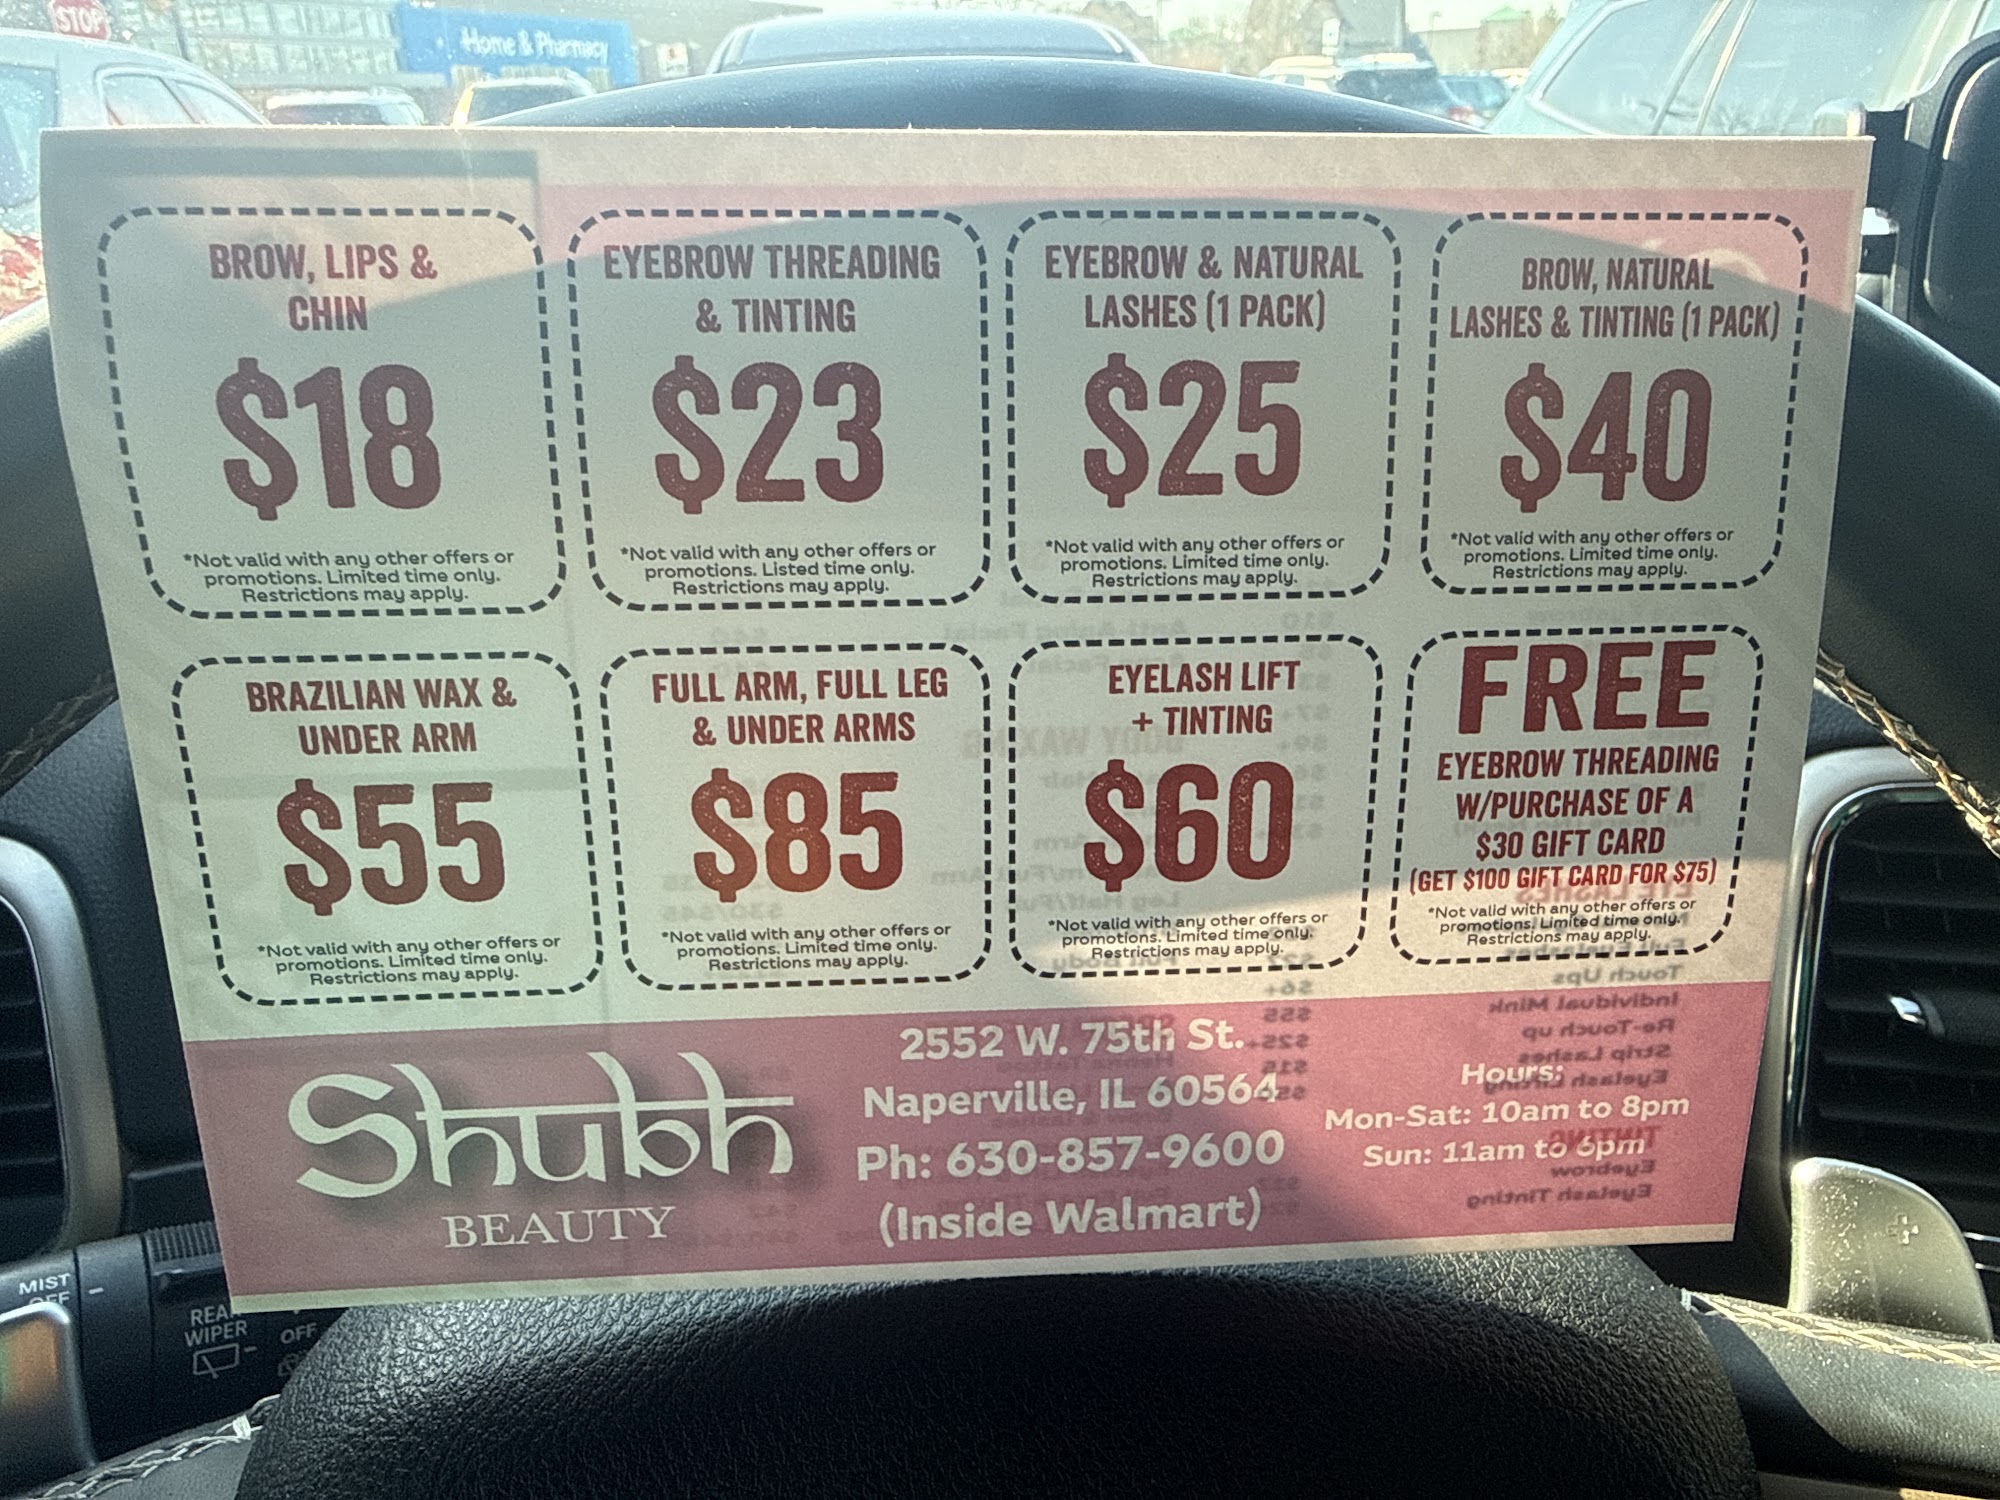 STOP
Home & Pharmacy
BROW, LIPS &
CHIN
$18
*Not valid with any other offers or
promotions. Limited time only.
Restrictions may apply.
EYEBROW THREADING
& TINTING
$23
*Not valid with any other offers or
promotions. Listed time only.
Restrictions may apply.
EYEBROW & NATURAL
LASHES (1 PACK)
$25
*Not valid with any other offers or
promotions. Limited time only.
Restrictions may apply.
BROW, NATURAL
LASHES & TINTING (1 PACK)
$40
*Not valid with any other offers or
promotions. Limited time only.
Restrictions may apply.
BRAZILIAN WAX &
UNDER ARM
$55
*Not valid with any other offers or
promotions. Limited time only.
Restrictions may apply.
FULL ARM, FULL LEG
& UNDER ARMS
$85
*Not valid with any other offers or
promotions. Limited time only.
Restrictions may apply.
EYELASH LIFT
+ TINTING
$60
*Not valid with any other offers or
promotions. Limited time only.
Restrictions may apply.
FREE
EYEBROW THREADING
W/PURCHASE OF A
$30 GIFT CARD
(GET $100 GIFT CARD FOR $75)
*Not valid with any other offers or
promotions. Limited time only.
Restrictions may apply.
Shubh
BEAUTY
2552 W. 75th St.
Naperville, IL 60564
Ph: 630-857-9600
(Inside Walmart)
Hours:
Mon-Sat: 10am to 8pm
Sun: 11am to 6pm
MIST
OFF
REAR
WIPER
OFF